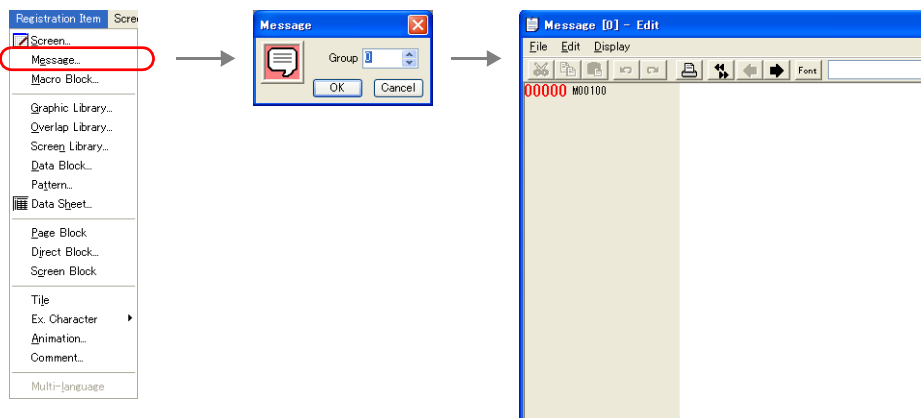 Registration Item Scre
Screen...
Message...
Macro Block...
Graphic Library...
Overlap Library...
Screen Library...
Data Block...
Pattern...
Data Sheet...
Page Block
Direct Block...
Screen Block
Tile
Ex. Character
Animation...
Comment...
Multi-language
Message
Group 0
OK Cancel
Message [0] - Edit
File Edit Display
Font
00000 M00100